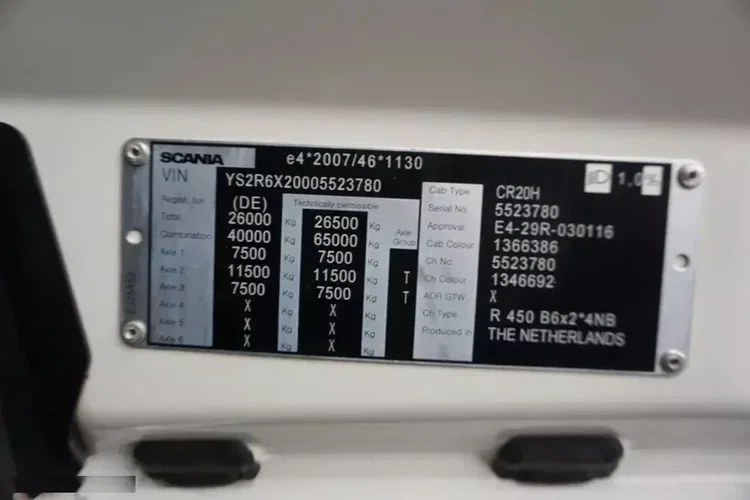 SCANIA e4*2007/46*1130
VIN YS2R6X20005523780 1.0%
Regist. for (DE) Technically permissible
Total 26000 Kg 26500 Kg
Combination 40000 Kg 65000 Kg Axle Group
Axle 1 7500 Kg 7500 Kg
Axle 2 11500 Kg 11500 Kg T
Axle 3 7500 Kg 7500 Kg T
Axle 4 X Kg X Kg
Axle 5 X Kg X Kg
Axle 6 X Kg X Kg
Cab Type CR20H
Serial No. 5523780
Approval E4-29R-030116
Cab Colour 1366386
Ch No. 5523780
Ch Colour 1346692
ADR GTW X
Ch Type R 450 B6x2*4NB
Produced in THE NETHERLANDS